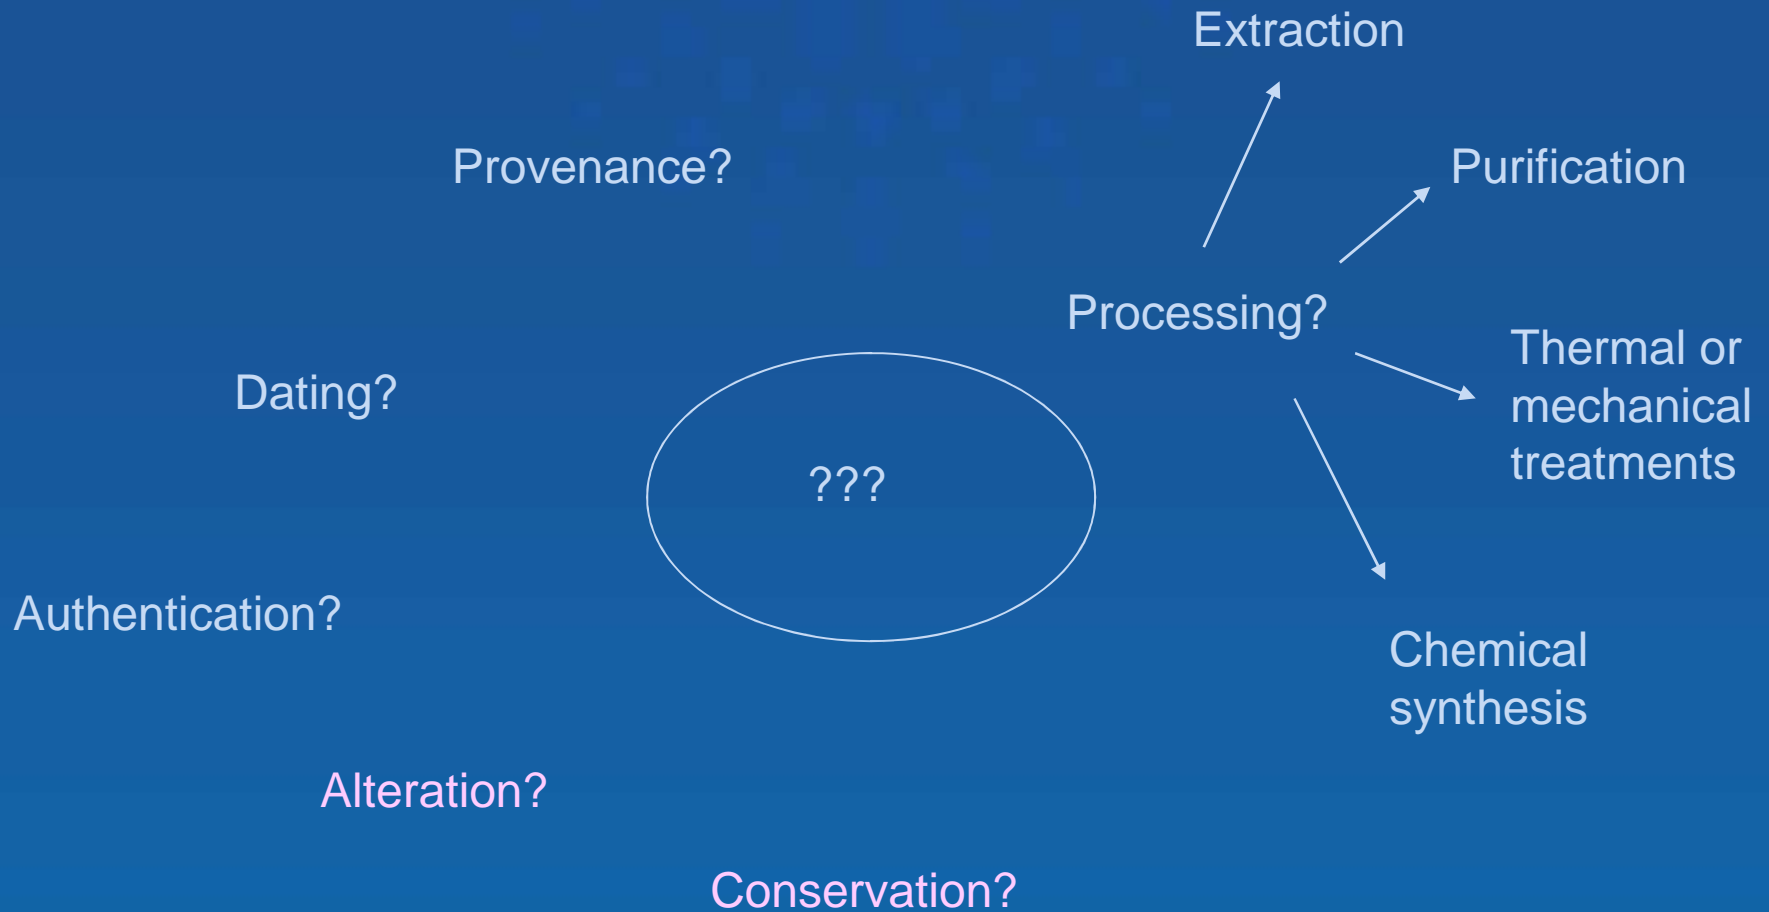 Extraction
Provenance?
Purification
Processing?
Thermal or
mechanical
treatments
Dating?
???
Authentication?
Chemical
synthesis
Alteration?
Conservation?